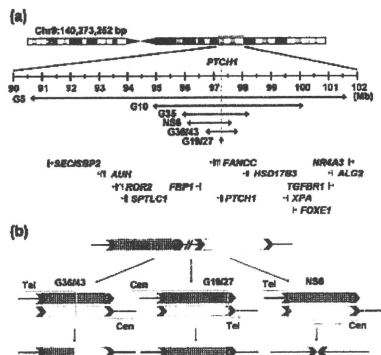 (a)
Chr9:140,273,252 bp
PTCH1
90 91 92 93 94 95 96 97 98 99 100 101 102
G5 (Mb)
G10
G35
NS6
G36/43
G19/27
SECISBP2 FANCC NR4A3
AUH HSD17B3 ALG2
ROR2 FBP1 TGFBR1
SPTLC1 PTCH1 XPA
FOXE1
(b)
Tel G36/43 Cen G19/27 Tel NS6
Cen Tel Cen